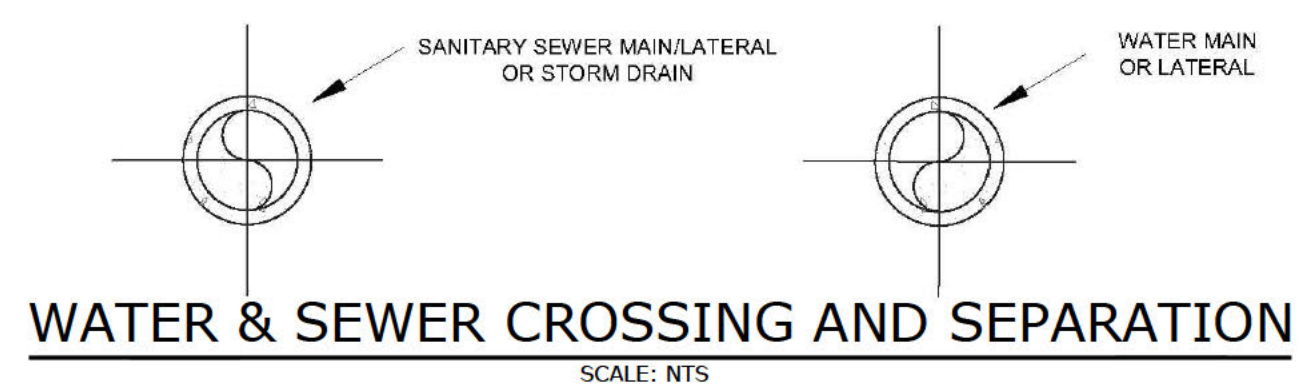 SANITARY SEWER MAIN/LATERAL
OR STORM DRAIN
WATER MAIN
OR LATERAL
WATER & SEWER CROSSING AND SEPARATION
SCALE: NTS